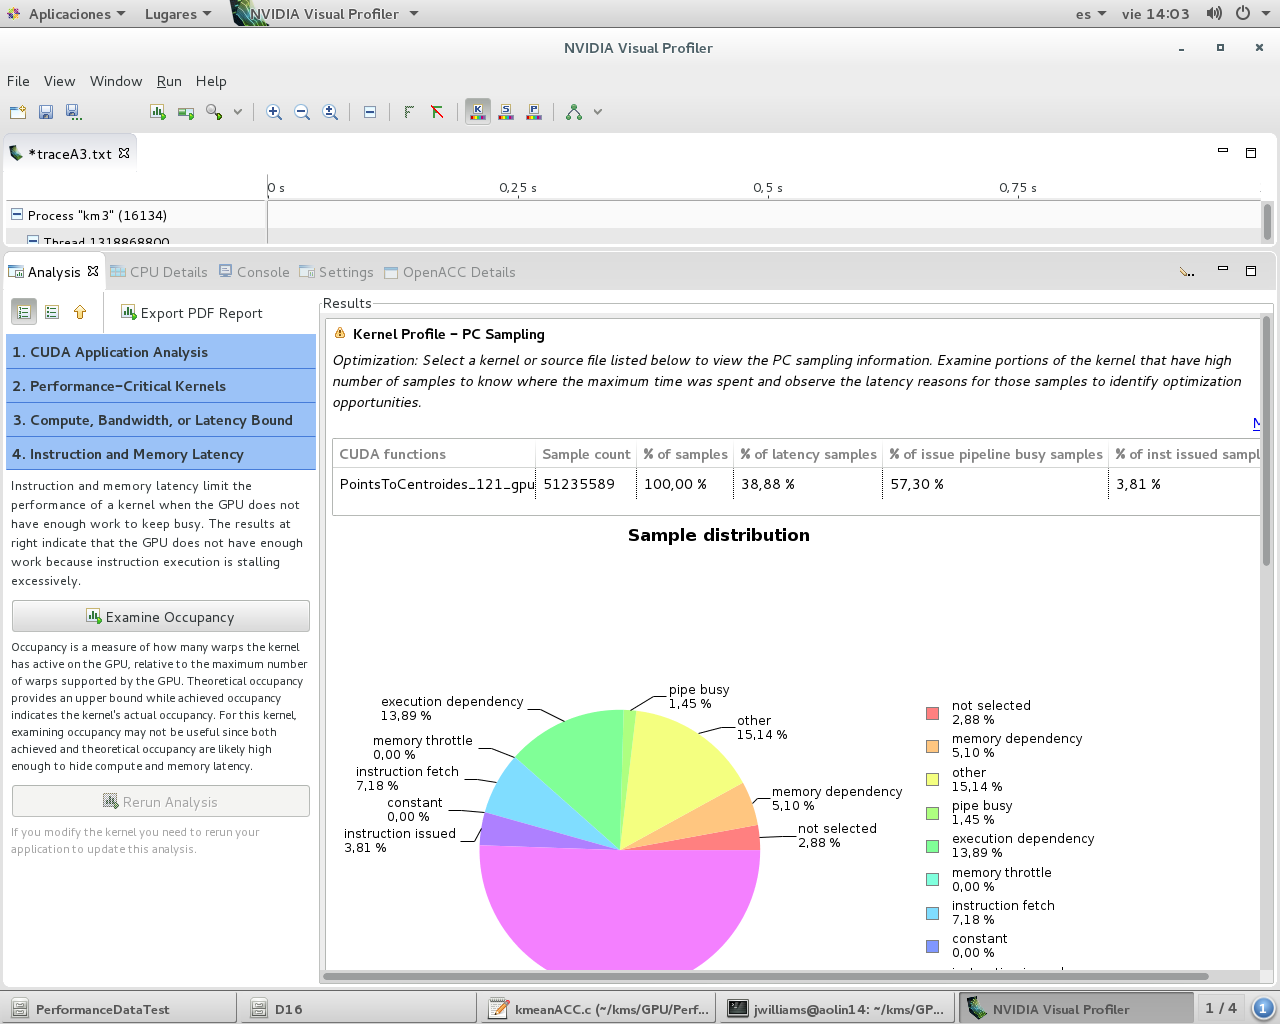 Aplicaciones
Lugares
NVIDIA Visual Profiler
es
vie 14:03
NVIDIA Visual Profiler
File View Window Run Help
*traceA3.txt
0 s 0,25 s 0,5 s 0,75 s
Process "km3" (16134)
Thread 1318868800
Analysis
CPU Details
Console
Settings
OpenACC Details
Export PDF Report
1. CUDA Application Analysis
2. Performance-Critical Kernels
3. Compute, Bandwidth, or Latency Bound
4. Instruction and Memory Latency
Instruction and memory latency limit the
performance of a kernel when the GPU does not
have enough work to keep busy. The results at
right indicate that the GPU does not have enough
work because instruction execution is stalling
excessively.
Examine Occupancy
Occupancy is a measure of how many warps the kernel
has active on the GPU, relative to the maximum number
of warps supported by the GPU. Theoretical occupancy
provides an upper bound while achieved occupancy
indicates the kernel's actual occupancy. For this kernel,
examining occupancy may not be useful since both
achieved and theoretical occupancy are likely high
enough to hide compute and memory latency.
Rerun Analysis
If you modify the kernel you need to rerun your
application to update this analysis.
Results
Kernel Profile - PC Sampling
Optimization: Select a kernel or source file listed below to view the PC sampling information. Examine portions of the kernel that have high
number of samples to know where the maximum time was spent and observe the latency reasons for those samples to identify optimization
opportunities.
CUDA functions Sample count % of samples % of latency samples % of issue pipeline busy samples % of inst issued sampl
PointsToCentroides_121_gpu 51235589 100,00 % 38,88 % 57,30 % 3,81 %
Sample distribution
execution dependency
13,89 %
memory throttle
0,00 %
instruction fetch
7,18 %
constant
0,00 %
instruction issued
3,81 %
pipe busy
1,45 %
other
15,14 %
memory dependency
5,10 %
not selected
2,88 %
not selected
2,88 %
memory dependency
5,10 %
other
15,14 %
pipe busy
1,45 %
execution dependency
13,89 %
memory throttle
0,00 %
instruction fetch
7,18 %
constant
0,00 %
PerformanceDataTest
D16
kmeanACC.c (~/kms/GPU/Perf...
jwilliams@aolin14: ~/kms/GP...
NVIDIA Visual Profiler
1 / 4
1